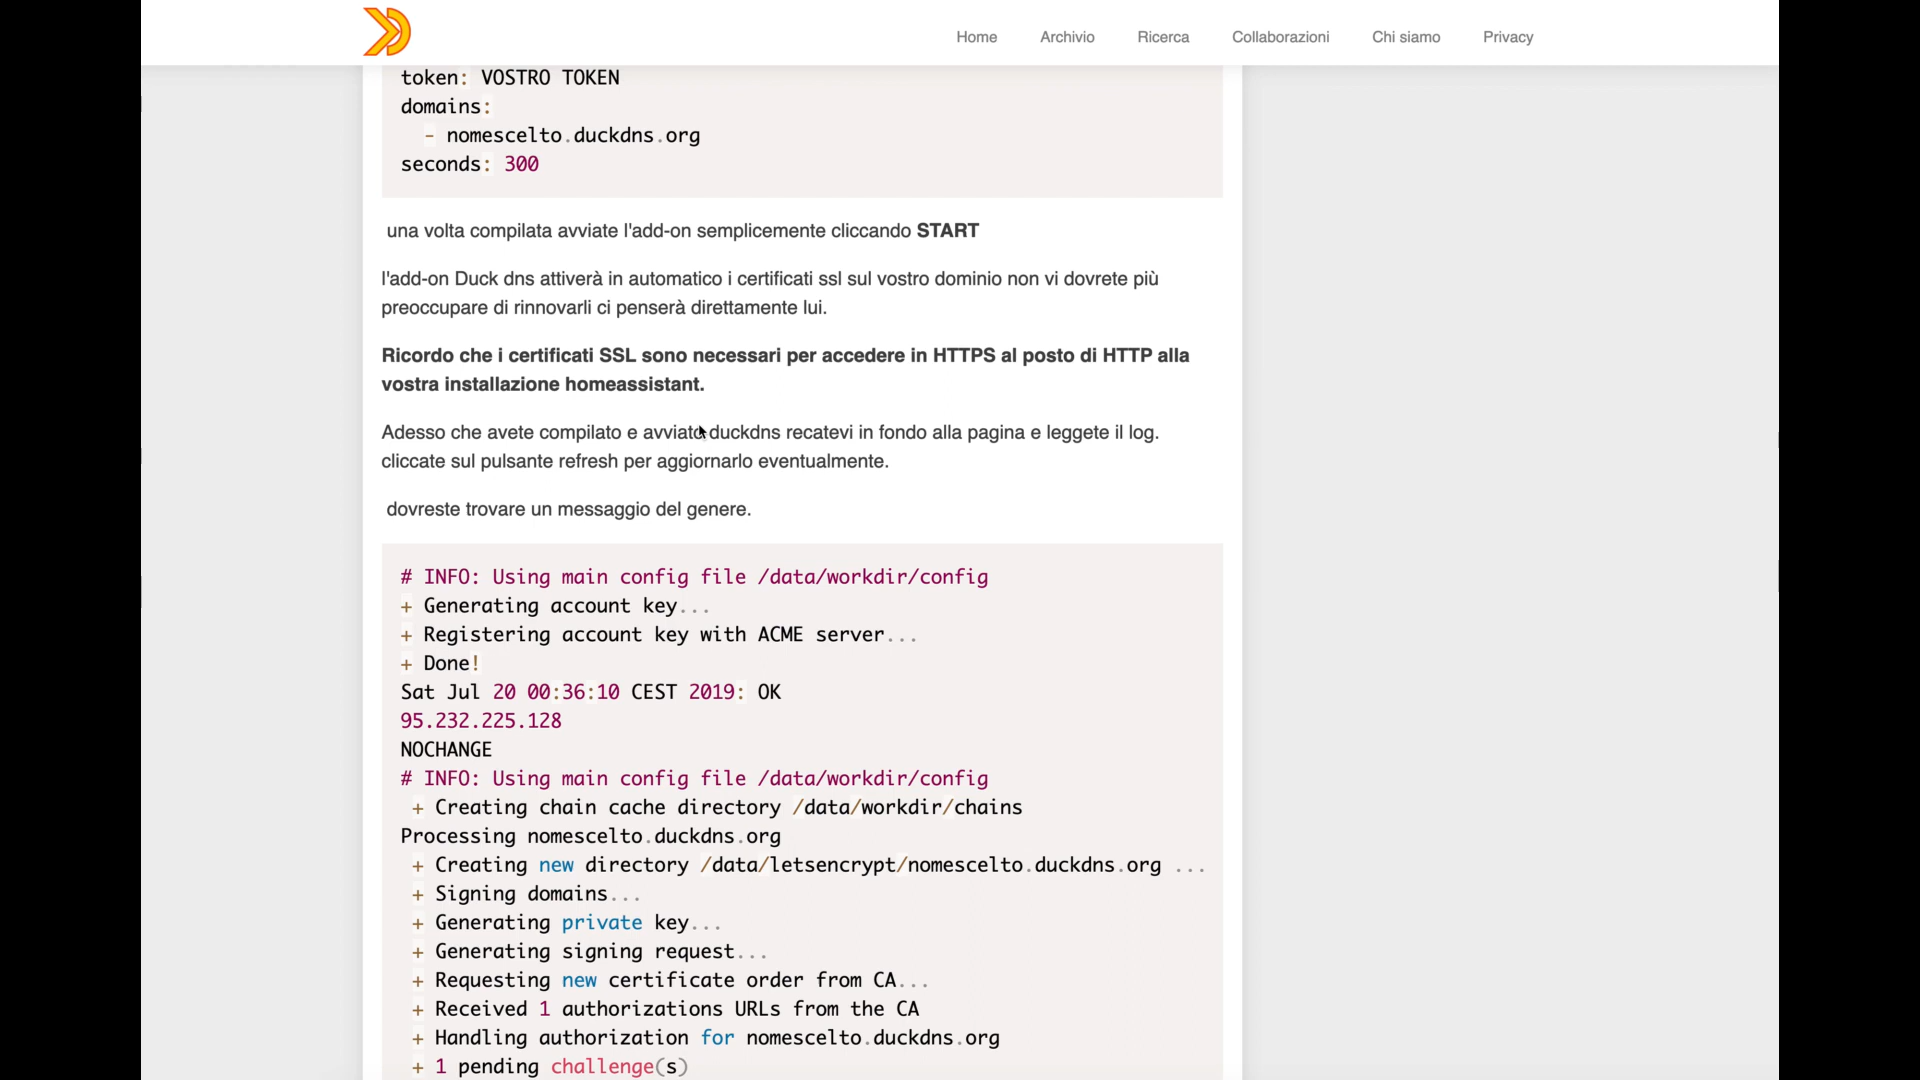 Home Archivio Ricerca Collaborazioni Chi siamo Privacy
token: VOSTRO TOKEN
domains:
  - nomescelto.duckdns.org
seconds: 300
una volta compilata avviate l'add-on semplicemente cliccando START
l'add-on Duck dns attiverà in automatico i certificati ssl sul vostro dominio non vi dovrete più
preoccupare di rinnovarli ci penserà direttamente lui.
Ricordo che i certificati SSL sono necessari per accedere in HTTPS al posto di HTTP alla
vostra installazione homeassistant.
Adesso che avete compilato e avviato duckdns recatevi in fondo alla pagina e leggete il log.
cliccate sul pulsante refresh per aggiornarlo eventualmente.
dovreste trovare un messaggio del genere.
# INFO: Using main config file /data/workdir/config
+ Generating account key...
+ Registering account key with ACME server...
+ Done!
Sat Jul 20 00:36:10 CEST 2019: OK
95.232.225.128
NOCHANGE
# INFO: Using main config file /data/workdir/config
 + Creating chain cache directory /data/workdir/chains
Processing nomescelto.duckdns.org
 + Creating new directory /data/letsencrypt/nomescelto.duckdns.org ...
 + Signing domains...
 + Generating private key...
 + Generating signing request...
 + Requesting new certificate order from CA...
 + Received 1 authorizations URLs from the CA
 + Handling authorization for nomescelto.duckdns.org
 + 1 pending challenge(s)